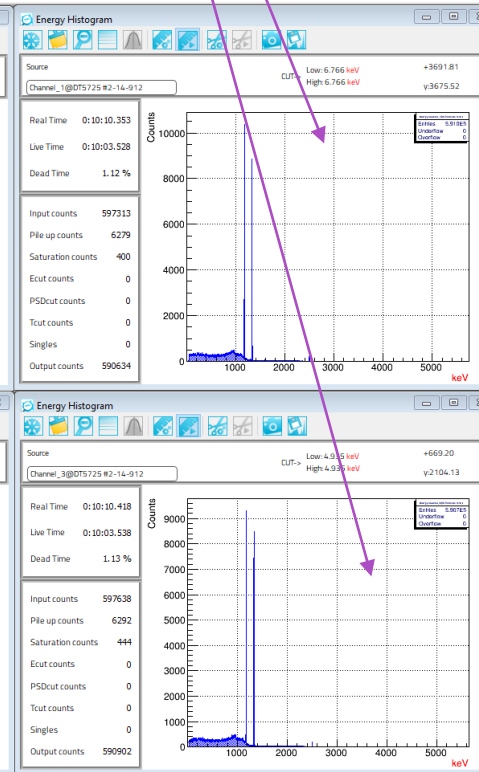 Energy Histogram
Source
Channel_1@DT5725 #2-14-912
CUT-> Low: 6.766 keV
High: 6.766 keV
+3691.81
y:3675.52
Real Time 0:10:10.353
Live Time 0:10:03.528
Dead Time 1.12 %
Input counts 597313
Pile up counts 6279
Saturation counts 400
Ecut counts 0
PSDcut counts 0
Tcut counts 0
Singles 0
Output counts 590634
Counts
10000
8000
6000
4000
2000
0
1000 2000 3000 4000 5000
keV
Entries 5.910E5
Underflow 0
Overflow 0
Energy Histogram
Source
Channel_3@DT5725 #2-14-912
CUT-> Low: 4.935 keV
High: 4.935 keV
+669.20
y:2104.13
Real Time 0:10:10.418
Live Time 0:10:03.538
Dead Time 1.13 %
Input counts 597638
Pile up counts 6292
Saturation counts 444
Ecut counts 0
PSDcut counts 0
Tcut counts 0
Singles 0
Output counts 590902
Counts
9000
8000
7000
6000
5000
4000
3000
2000
1000
0
1000 2000 3000 4000 5000
keV
Entries 5.907E5
Underflow 0
Overflow 0